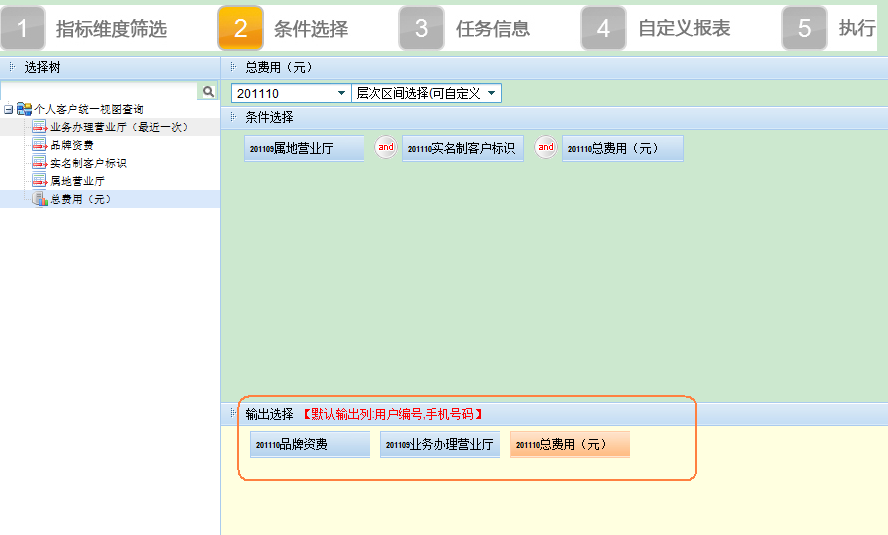 1 指标维度筛选 2 条件选择 3 任务信息 4 自定义报表 5 执行
选择树
个人客户统一视图查询
业务办理营业厅（最近一次）
品牌资费
实名制客户标识
属地营业厅
总费用（元）
总费用（元）
201110 层次区间选择(可自定义
条件选择
201109属地营业厅 and 201110实名制客户标识 and 201110总费用（元）
输出选择 【默认输出列:用户编号,手机号码】
201110品牌资费 201109业务办理营业厅 201110总费用（元）